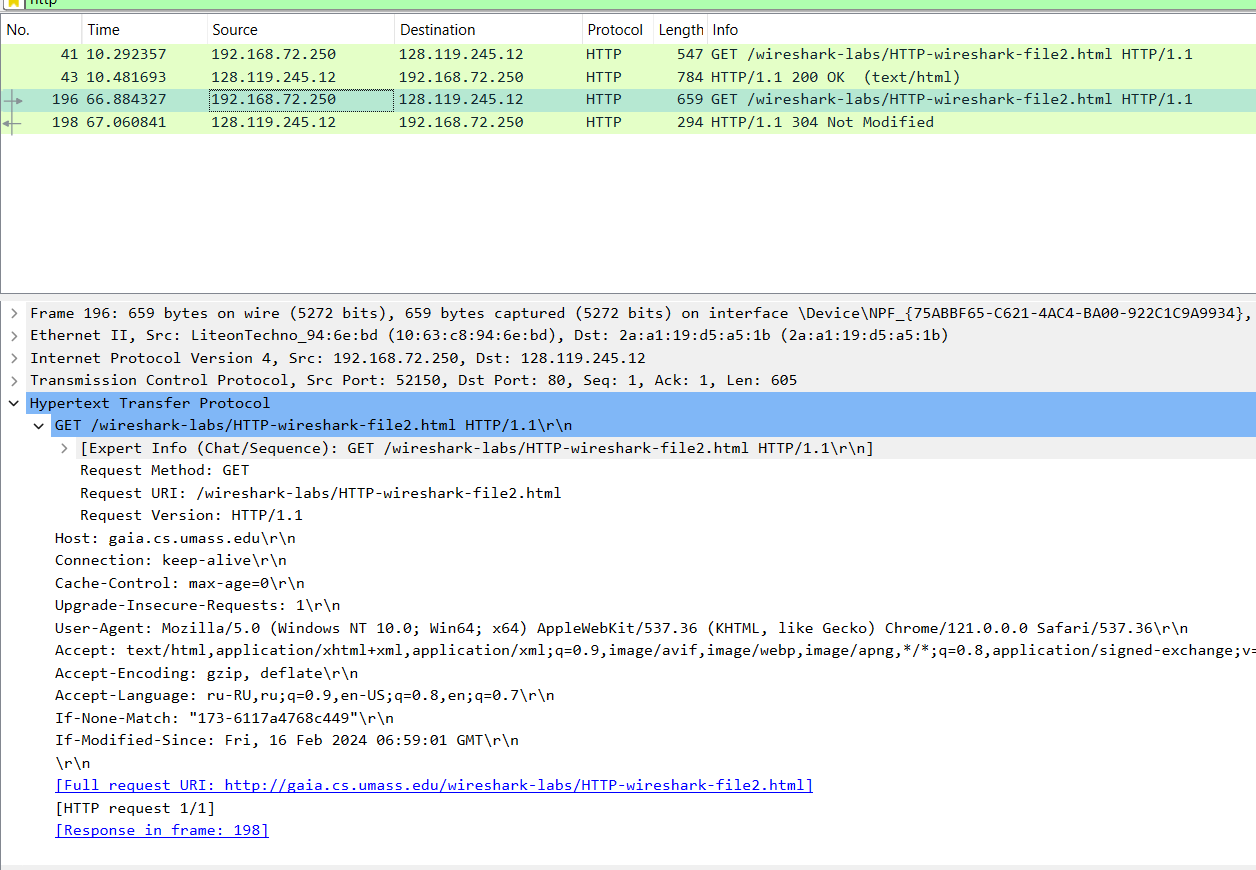 http
No. Time Source Destination Protocol Length Info
41 10.292357 192.168.72.250 128.119.245.12 HTTP 547 GET /wireshark-labs/HTTP-wireshark-file2.html HTTP/1.1
43 10.481693 128.119.245.12 192.168.72.250 HTTP 784 HTTP/1.1 200 OK  (text/html)
196 66.884327 192.168.72.250 128.119.245.12 HTTP 659 GET /wireshark-labs/HTTP-wireshark-file2.html HTTP/1.1
198 67.060841 128.119.245.12 192.168.72.250 HTTP 294 HTTP/1.1 304 Not Modified
Frame 196: 659 bytes on wire (5272 bits), 659 bytes captured (5272 bits) on interface \Device\NPF_{75ABBF65-C621-4AC4-BA00-922C1C9A9934},
Ethernet II, Src: LiteonTechno_94:6e:bd (10:63:c8:94:6e:bd), Dst: 2a:a1:19:d5:a5:1b (2a:a1:19:d5:a5:1b)
Internet Protocol Version 4, Src: 192.168.72.250, Dst: 128.119.245.12
Transmission Control Protocol, Src Port: 52150, Dst Port: 80, Seq: 1, Ack: 1, Len: 605
Hypertext Transfer Protocol
GET /wireshark-labs/HTTP-wireshark-file2.html HTTP/1.1\r\n
[Expert Info (Chat/Sequence): GET /wireshark-labs/HTTP-wireshark-file2.html HTTP/1.1\r\n]
Request Method: GET
Request URI: /wireshark-labs/HTTP-wireshark-file2.html
Request Version: HTTP/1.1
Host: gaia.cs.umass.edu\r\n
Connection: keep-alive\r\n
Cache-Control: max-age=0\r\n
Upgrade-Insecure-Requests: 1\r\n
User-Agent: Mozilla/5.0 (Windows NT 10.0; Win64; x64) AppleWebKit/537.36 (KHTML, like Gecko) Chrome/121.0.0.0 Safari/537.36\r\n
Accept: text/html,application/xhtml+xml,application/xml;q=0.9,image/avif,image/webp,image/apng,*/*;q=0.8,application/signed-exchange;v=
Accept-Encoding: gzip, deflate\r\n
Accept-Language: ru-RU,ru;q=0.9,en-US;q=0.8,en;q=0.7\r\n
If-None-Match: "173-6117a4768c449"\r\n
If-Modified-Since: Fri, 16 Feb 2024 06:59:01 GMT\r\n
\r\n
[Full request URI: http://gaia.cs.umass.edu/wireshark-labs/HTTP-wireshark-file2.html]
[HTTP request 1/1]
[Response in frame: 198]